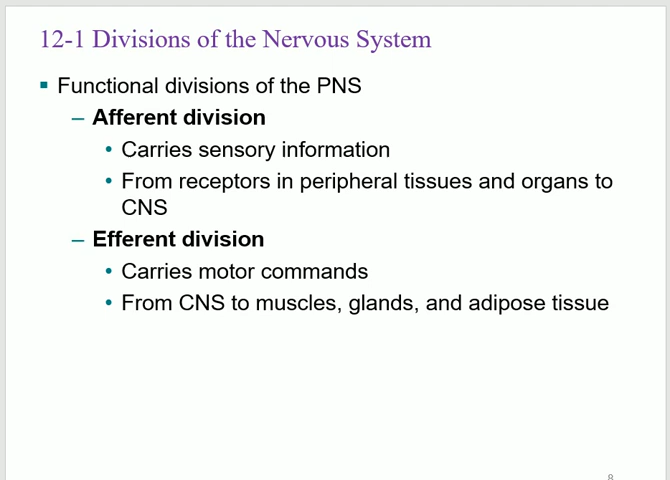 12-1 Divisions of the Nervous System
▪ Functional divisions of the PNS
– Afferent division
• Carries sensory information
• From receptors in peripheral tissues and organs to
CNS
– Efferent division
• Carries motor commands
• From CNS to muscles, glands, and adipose tissue
8